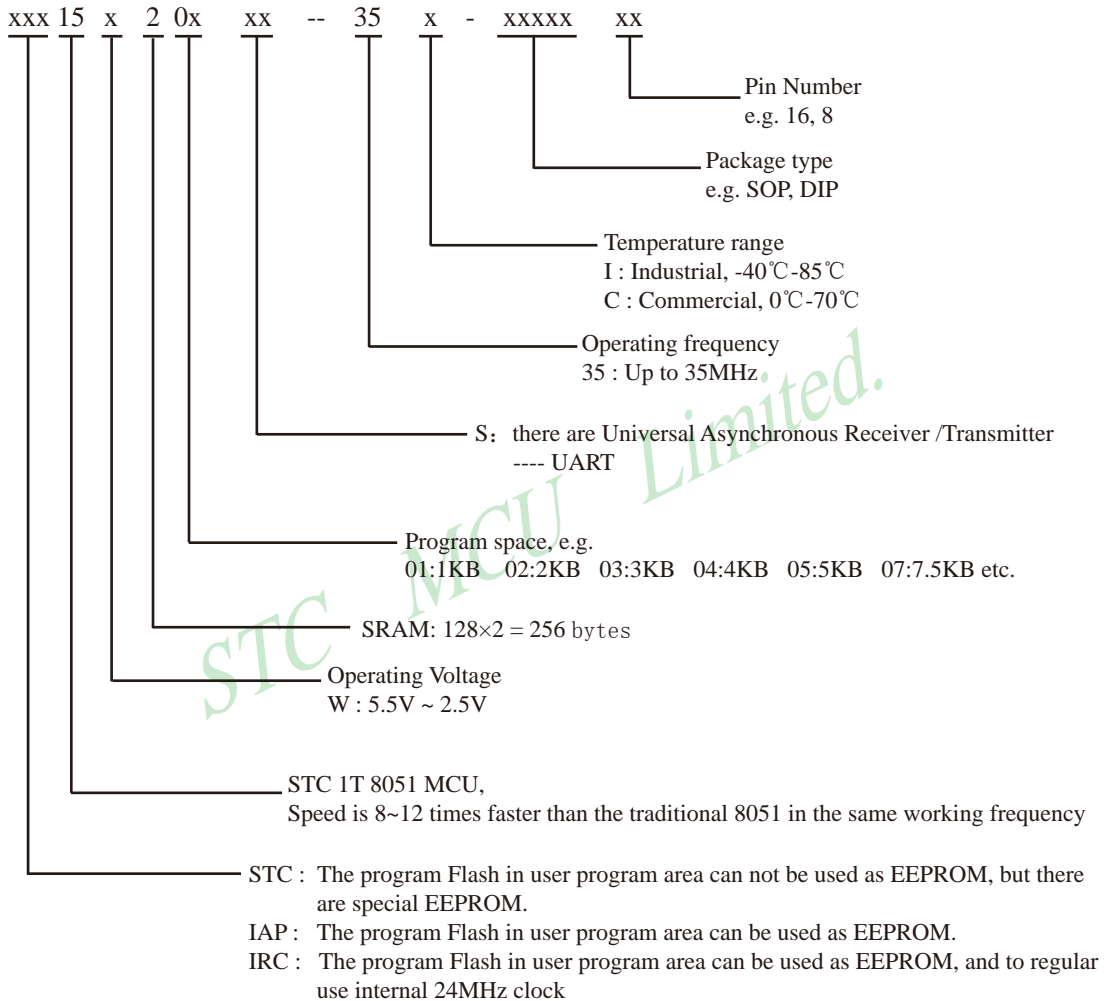 xxx 15 x 2 0x xx -- 35 x - xxxxx xx
Pin Number
e.g. 16, 8
Package type
e.g. SOP, DIP
Temperature range
I : Industrial, -40℃-85℃
C : Commercial, 0℃-70℃
Operating frequency
35 : Up to 35MHz
S： there are Universal Asynchronous Receiver /Transmitter
---- UART
Program space, e.g.
01:1KB 02:2KB 03:3KB 04:4KB 05:5KB 07:7.5KB etc.
SRAM: 128×2 = 256 bytes
Operating Voltage
W : 5.5V ~ 2.5V
STC 1T 8051 MCU,
Speed is 8~12 times faster than the traditional 8051 in the same working frequency
STC : The program Flash in user program area can not be used as EEPROM, but there
are special EEPROM.
IAP : The program Flash in user program area can be used as EEPROM.
IRC : The program Flash in user program area can be used as EEPROM, and to regular
use internal 24MHz clock
STC MCU Limited.